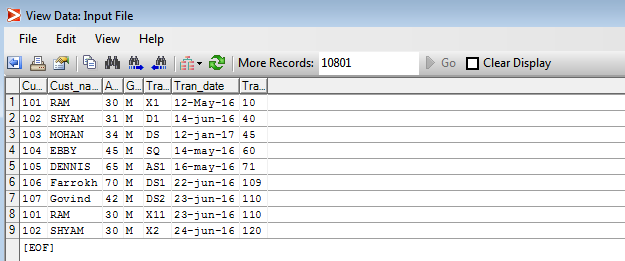 View Data: Input File
File Edit View Help
More Records: 10801 Go Clear Display
Cu... Cust_na... A... G... Tra... Tran_date Tra...
1 101 RAM 30 M X1 12-May-16 10
2 102 SHYAM 31 M D1 14-jun-16 40
3 103 MOHAN 34 M DS 12-jan-17 45
4 104 EBBY 45 M SQ 14-may-16 60
5 105 DENNIS 65 M AS1 16-may-16 71
6 106 Farrokh 70 M DS1 22-jun-16 109
7 107 Govind 42 M DS2 23-jun-16 110
8 101 RAM 30 M X11 23-jun-16 110
9 102 SHYAM 30 M X2 24-jun-16 120
[EOF]